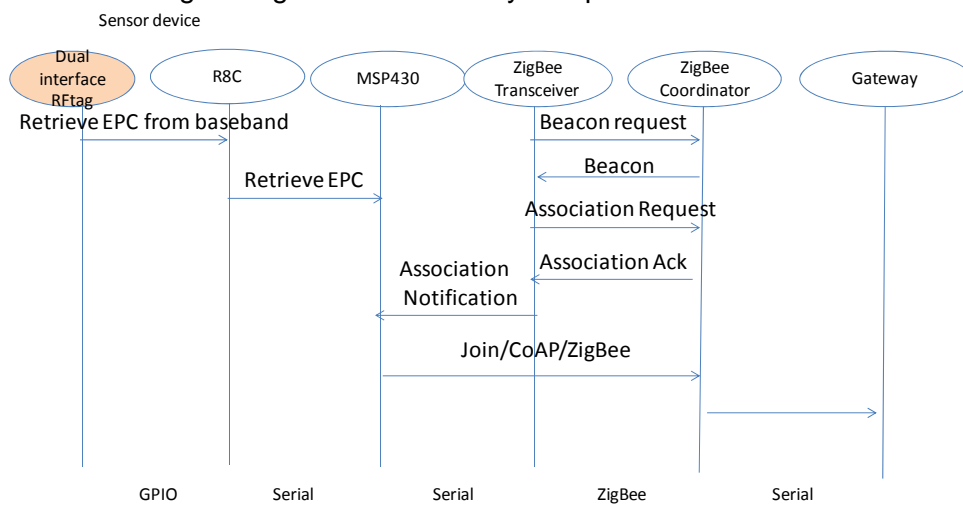 Sensor device
Dual
interface
RFtag
R8C
MSP430
ZigBee
Transceiver
ZigBee
Coordinator
Gateway
Retrieve EPC from baseband
Beacon request
Beacon
Retrieve EPC
Association Request
Association Ack
Association
Notification
Join/CoAP/ZigBee
GPIO
Serial
Serial
ZigBee
Serial